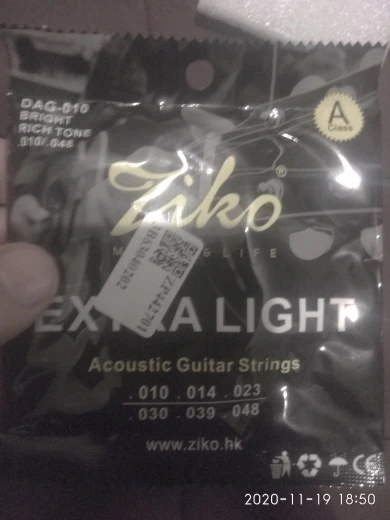 DAG-010
BRIGHT
RICH TONE
.010/.048
A
Class
Ziko®
EXTRA LIGHT
Acoustic Guitar Strings
.010 .014 .023
.030 .039 .048
www.ziko.hk
2020-11-19 18:50